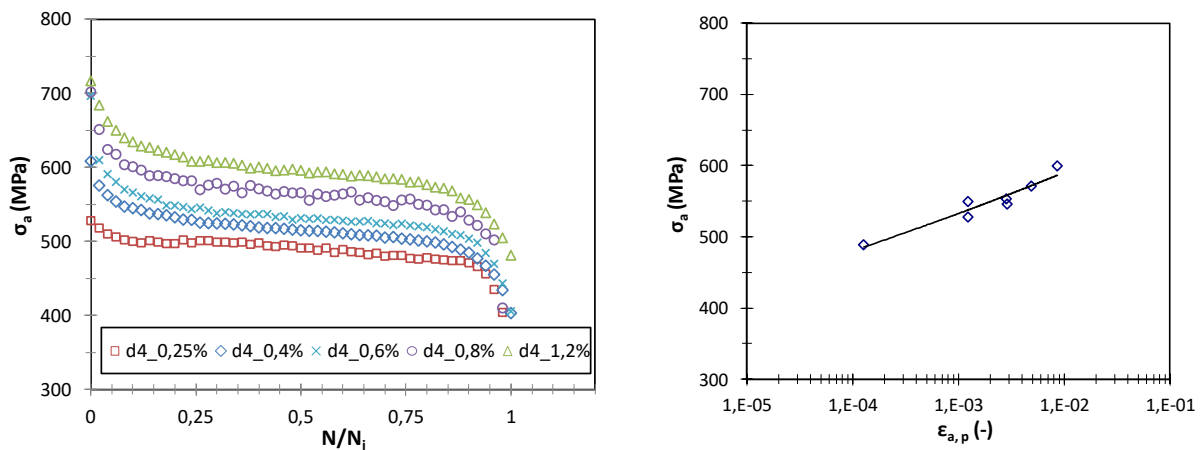 800
700
600
500
400
300
σa (MPa)
d4_0,25% d4_0,4% d4_0,6% d4_0,8% d4_1,2%
0 0,25 0,5 0,75 1
N/Ni
800
700
600
500
400
300
σa (MPa)
1,E-05 1,E-04 1,E-03 1,E-02 1,E-01
εa, p (-)